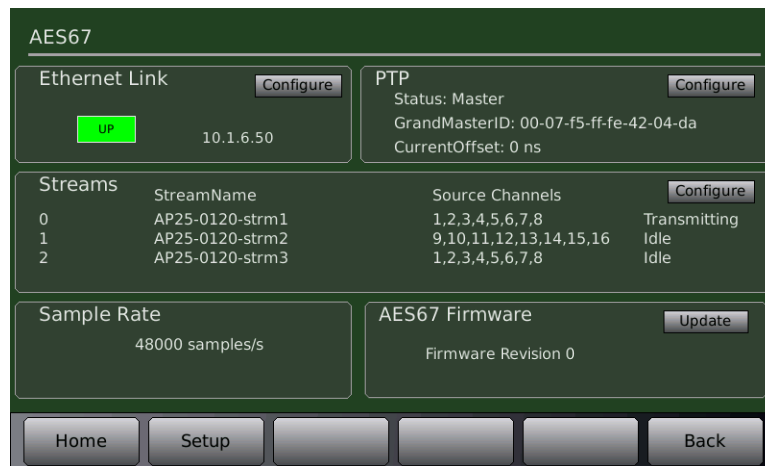 AES67
Ethernet Link
Configure
UP
10.1.6.50
PTP
Configure
Status: Master
GrandMasterID: 00-07-f5-ff-fe-42-04-da
CurrentOffset: 0 ns
Streams
Configure
StreamName Source Channels
0 AP25-0120-strm1 1,2,3,4,5,6,7,8 Transmitting
1 AP25-0120-strm2 9,10,11,12,13,14,15,16 Idle
2 AP25-0120-strm3 1,2,3,4,5,6,7,8 Idle
Sample Rate
48000 samples/s
AES67 Firmware
Update
Firmware Revision 0
Home Setup Back